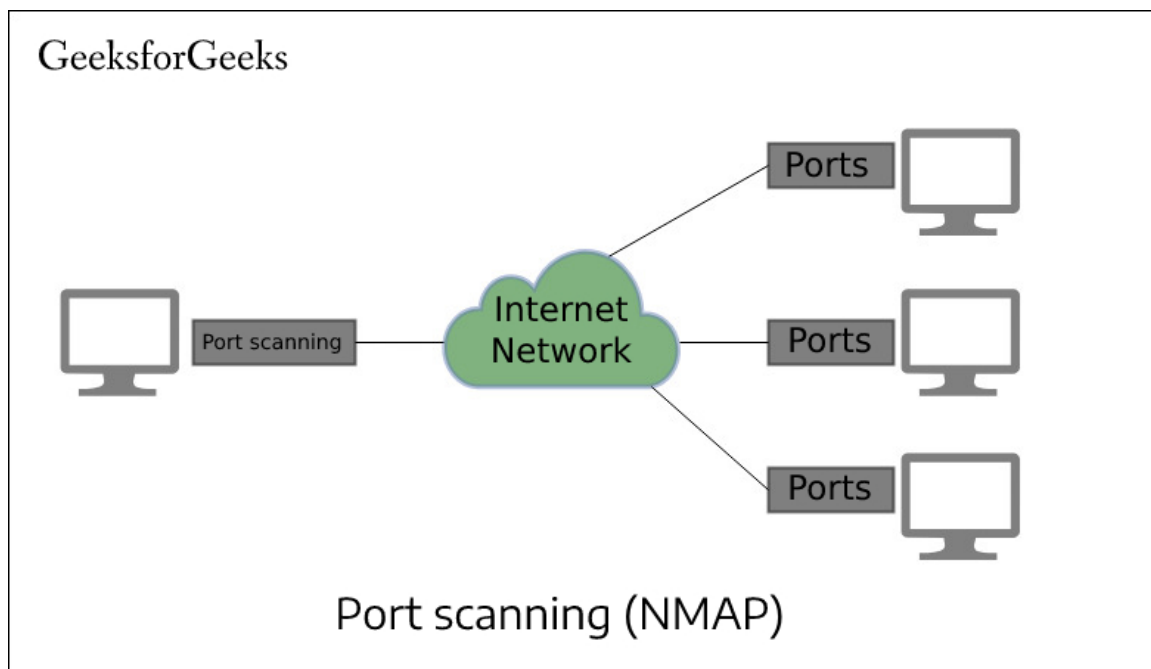 GeeksforGeeks
Ports
Internet
Network
Port scanning
Ports
Ports
Port scanning (NMAP)